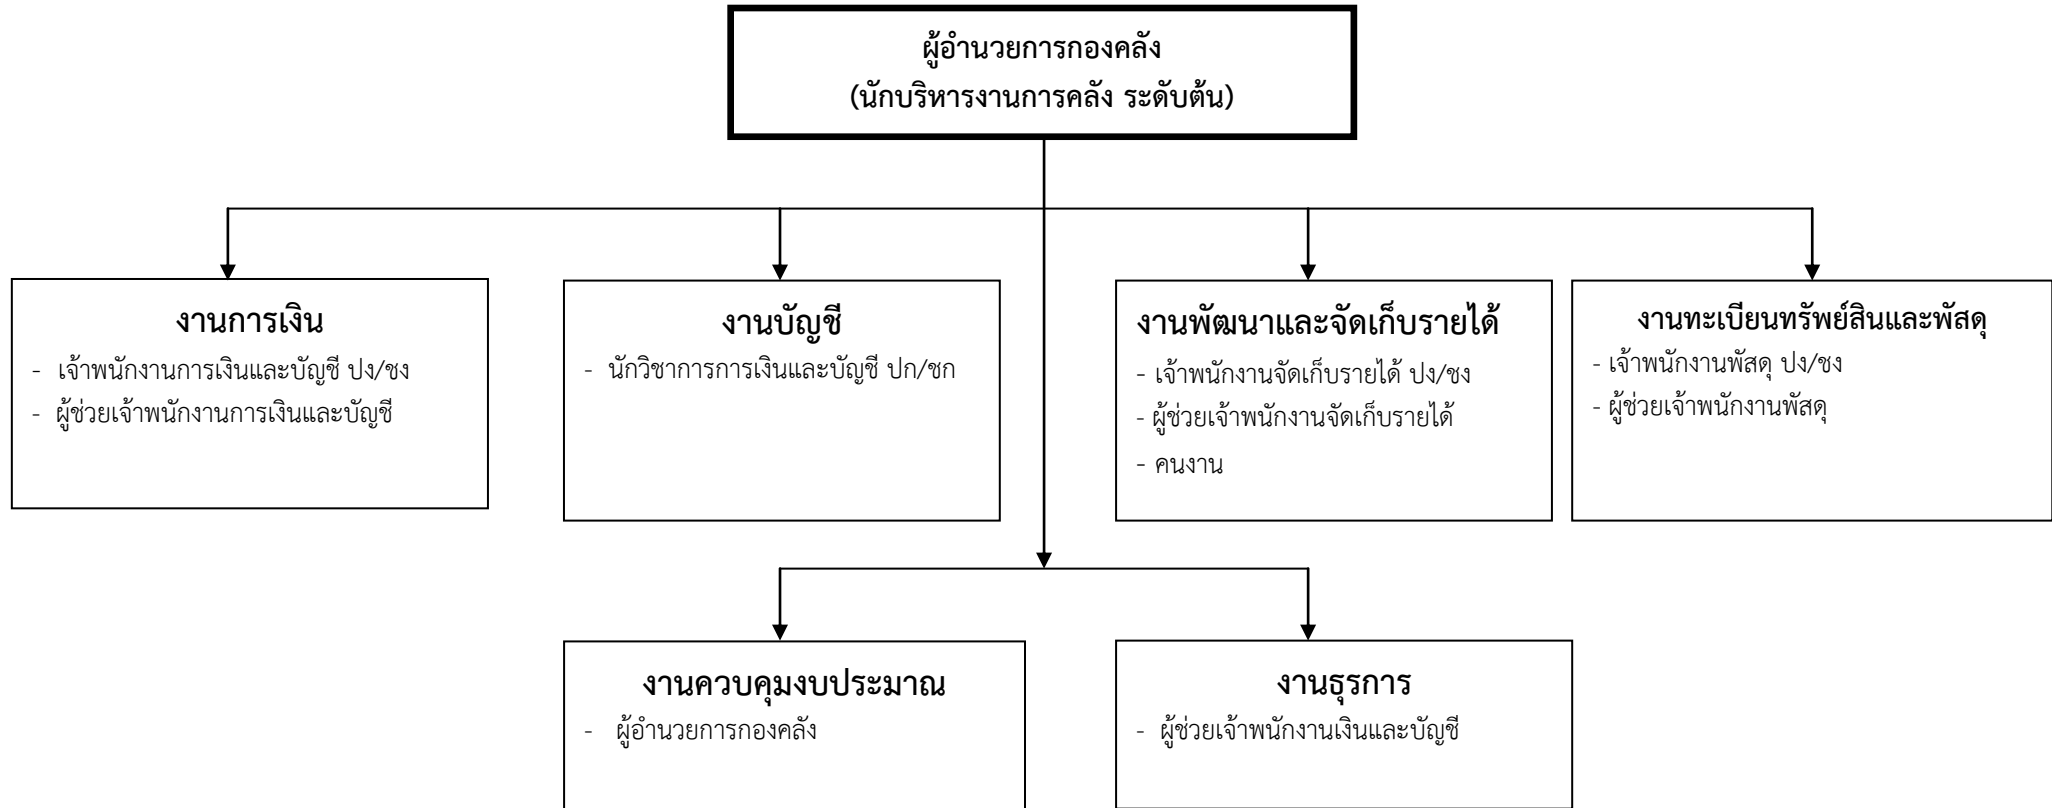 ผู้อำนวยการกองคลัง
(นักบริหารงานการคลัง ระดับต้น)
งานการเงิน
- เจ้าพนักงานการเงินและบัญชี ปง/ชง
- ผู้ช่วยเจ้าพนักงานการเงินและบัญชี
งานบัญชี
- นักวิชาการการเงินและบัญชี ปก/ชก
งานพัฒนาและจัดเก็บรายได้
- เจ้าพนักงานจัดเก็บรายได้ ปง/ชง
- ผู้ช่วยเจ้าพนักงานจัดเก็บรายได้
- คนงาน
งานทะเบียนทรัพย์สินและพัสดุ
- เจ้าพนักงานพัสดุ ปง/ชง
- ผู้ช่วยเจ้าพนักงานพัสดุ
งานควบคุมงบประมาณ
- ผู้อำนวยการกองคลัง
งานธุรการ
- ผู้ช่วยเจ้าพนักงานเงินและบัญชี